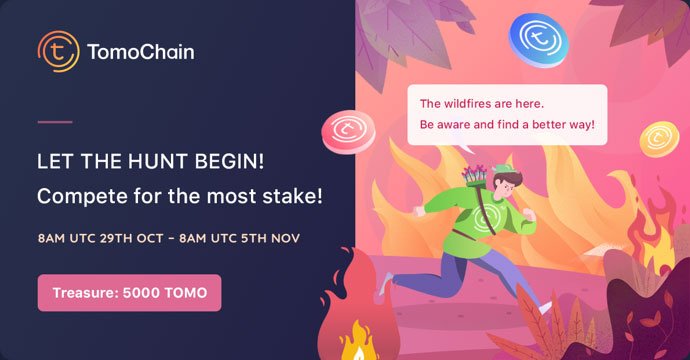 TomoChain
LET THE HUNT BEGIN!
Compete for the most stake!
8AM UTC 29TH OCT - 8AM UTC 5TH NOV
Treasure: 5000 TOMO
The wildfires are here.
Be aware and find a better way!